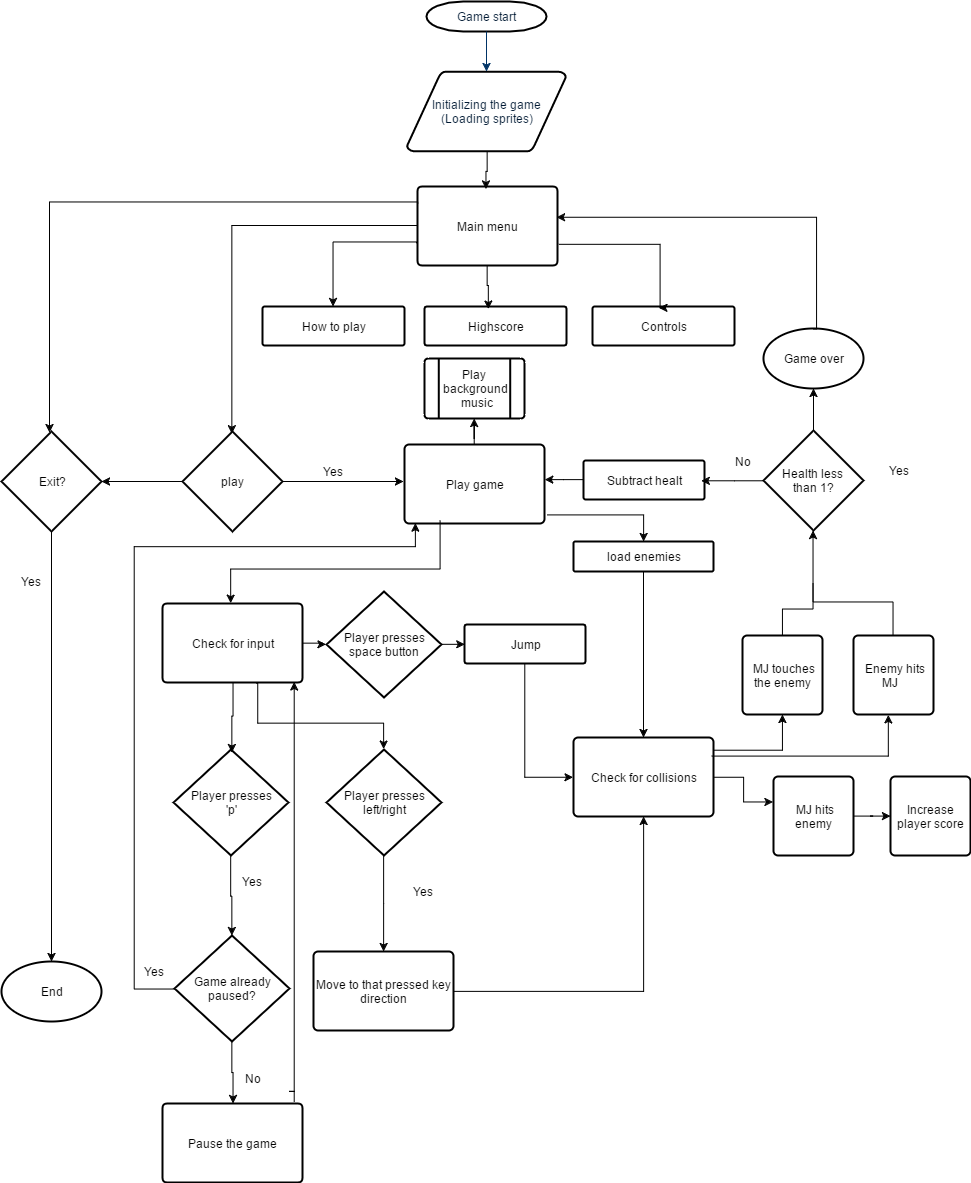 Game start
Initializing the game
(Loading sprites)
Main menu
How to play
Highscore
Controls
Game over
Play
background
music
Exit?
play
Yes
Play game
Subtract healt
No
Health less
than 1?
Yes
load enemies
Yes
Check for input
Player presses
space button
Jump
MJ touches
the enemy
Enemy hits
MJ
Player presses
'p'
Player presses
left/right
Check for collisions
MJ hits
enemy
Increase
player score
Yes
Yes
Yes
Game already
paused?
End
Move to that pressed key
direction
No
Pause the game